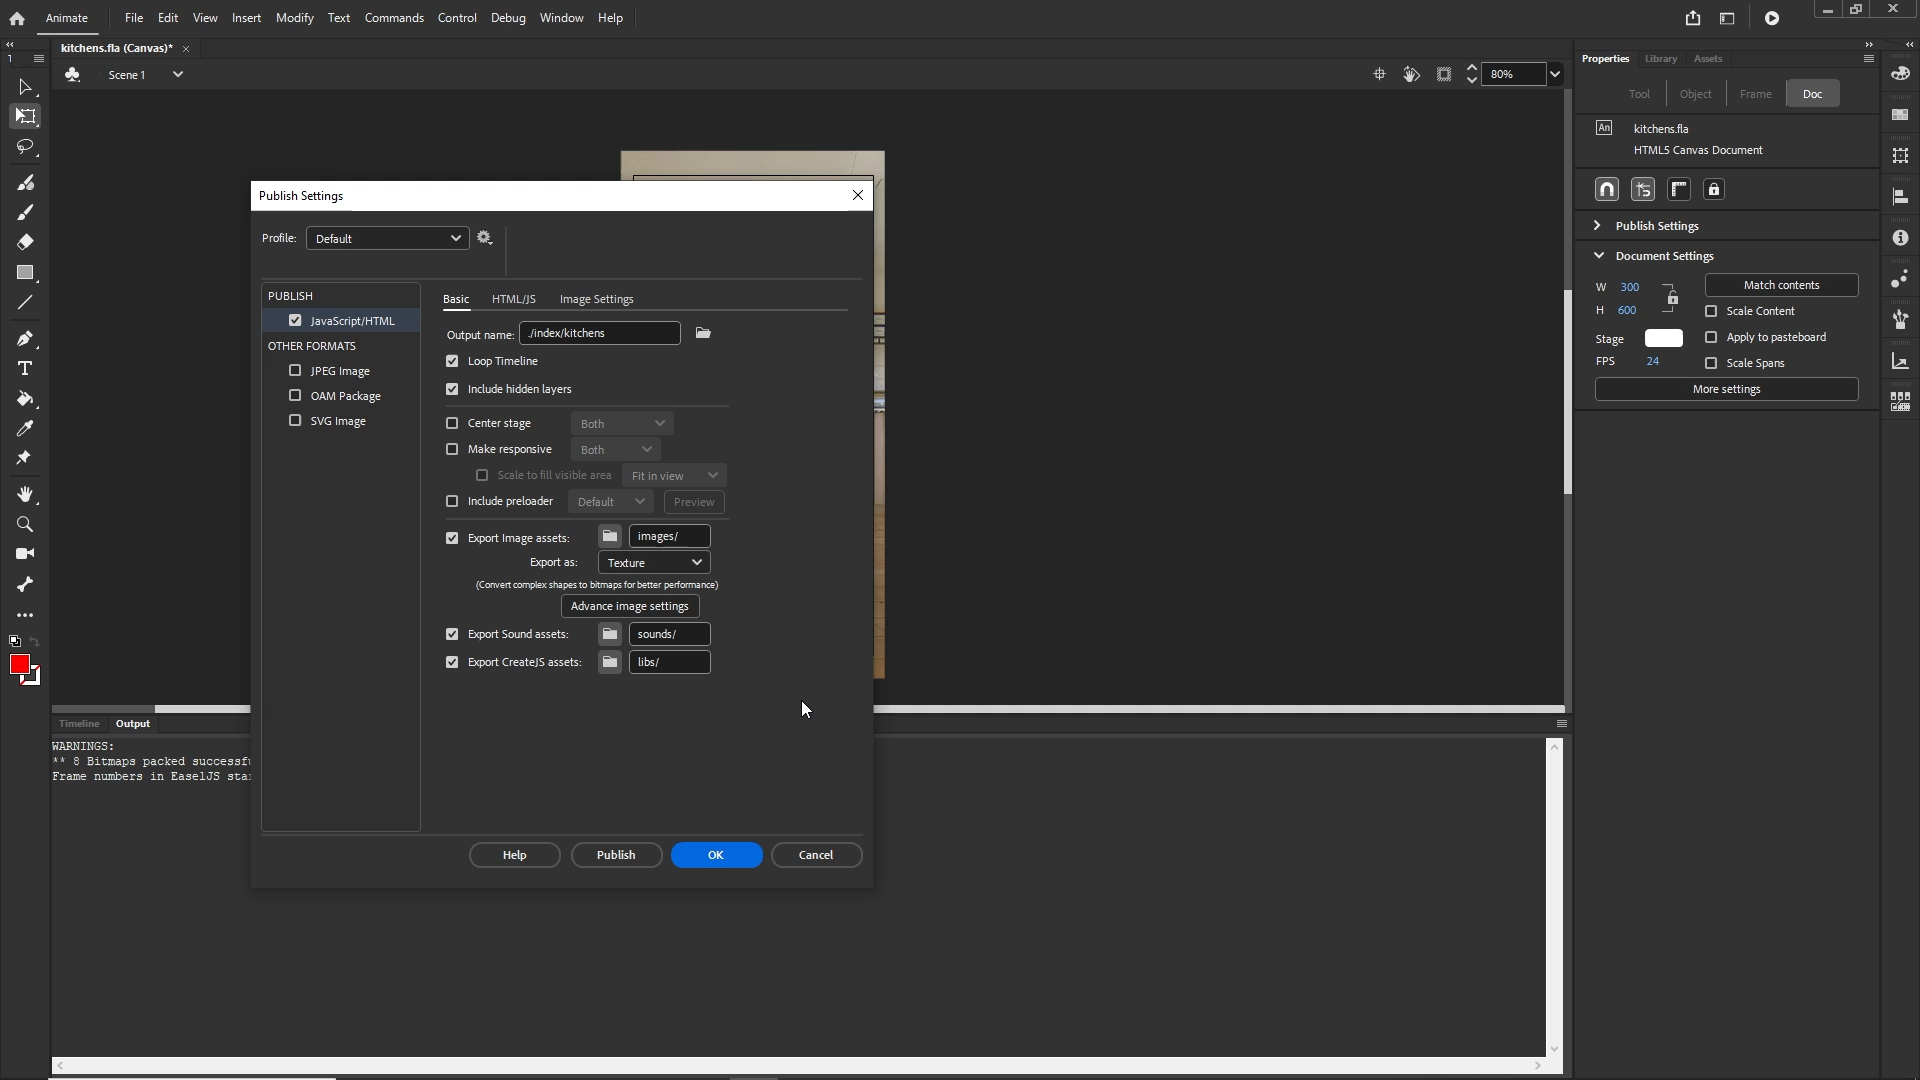 Animate File Edit View Insert Modify Text Commands Control Debug Window Help
kitchens.fla (Canvas)*
Scene 1
80%
Publish Settings
Profile: Default
PUBLISH
JavaScript/HTML
OTHER FORMATS
JPEG Image
OAM Package
SVG Image
Basic HTML/JS Image Settings
Output name: ./index/kitchens
Loop Timeline
Include hidden layers
Center stage Both
Make responsive Both
Scale to fill visible area Fit in view
Include preloader Default Preview
Export Image assets: images/
Export as: Texture
(Convert complex shapes to bitmaps for better performance)
Advance image settings
Export Sound assets: sounds/
Export CreateJS assets: libs/
Help Publish OK Cancel
Timeline Output
WARNINGS:
** 8 Bitmaps packed successfu
Frame numbers in EaselJS sta
Properties Library Assets
Tool Object Frame Doc
An kitchens.fla
HTML5 Canvas Document
Publish Settings
Document Settings
W 300 Match contents
H 600 Scale Content
Stage Apply to pasteboard
FPS 24 Scale Spans
More settings